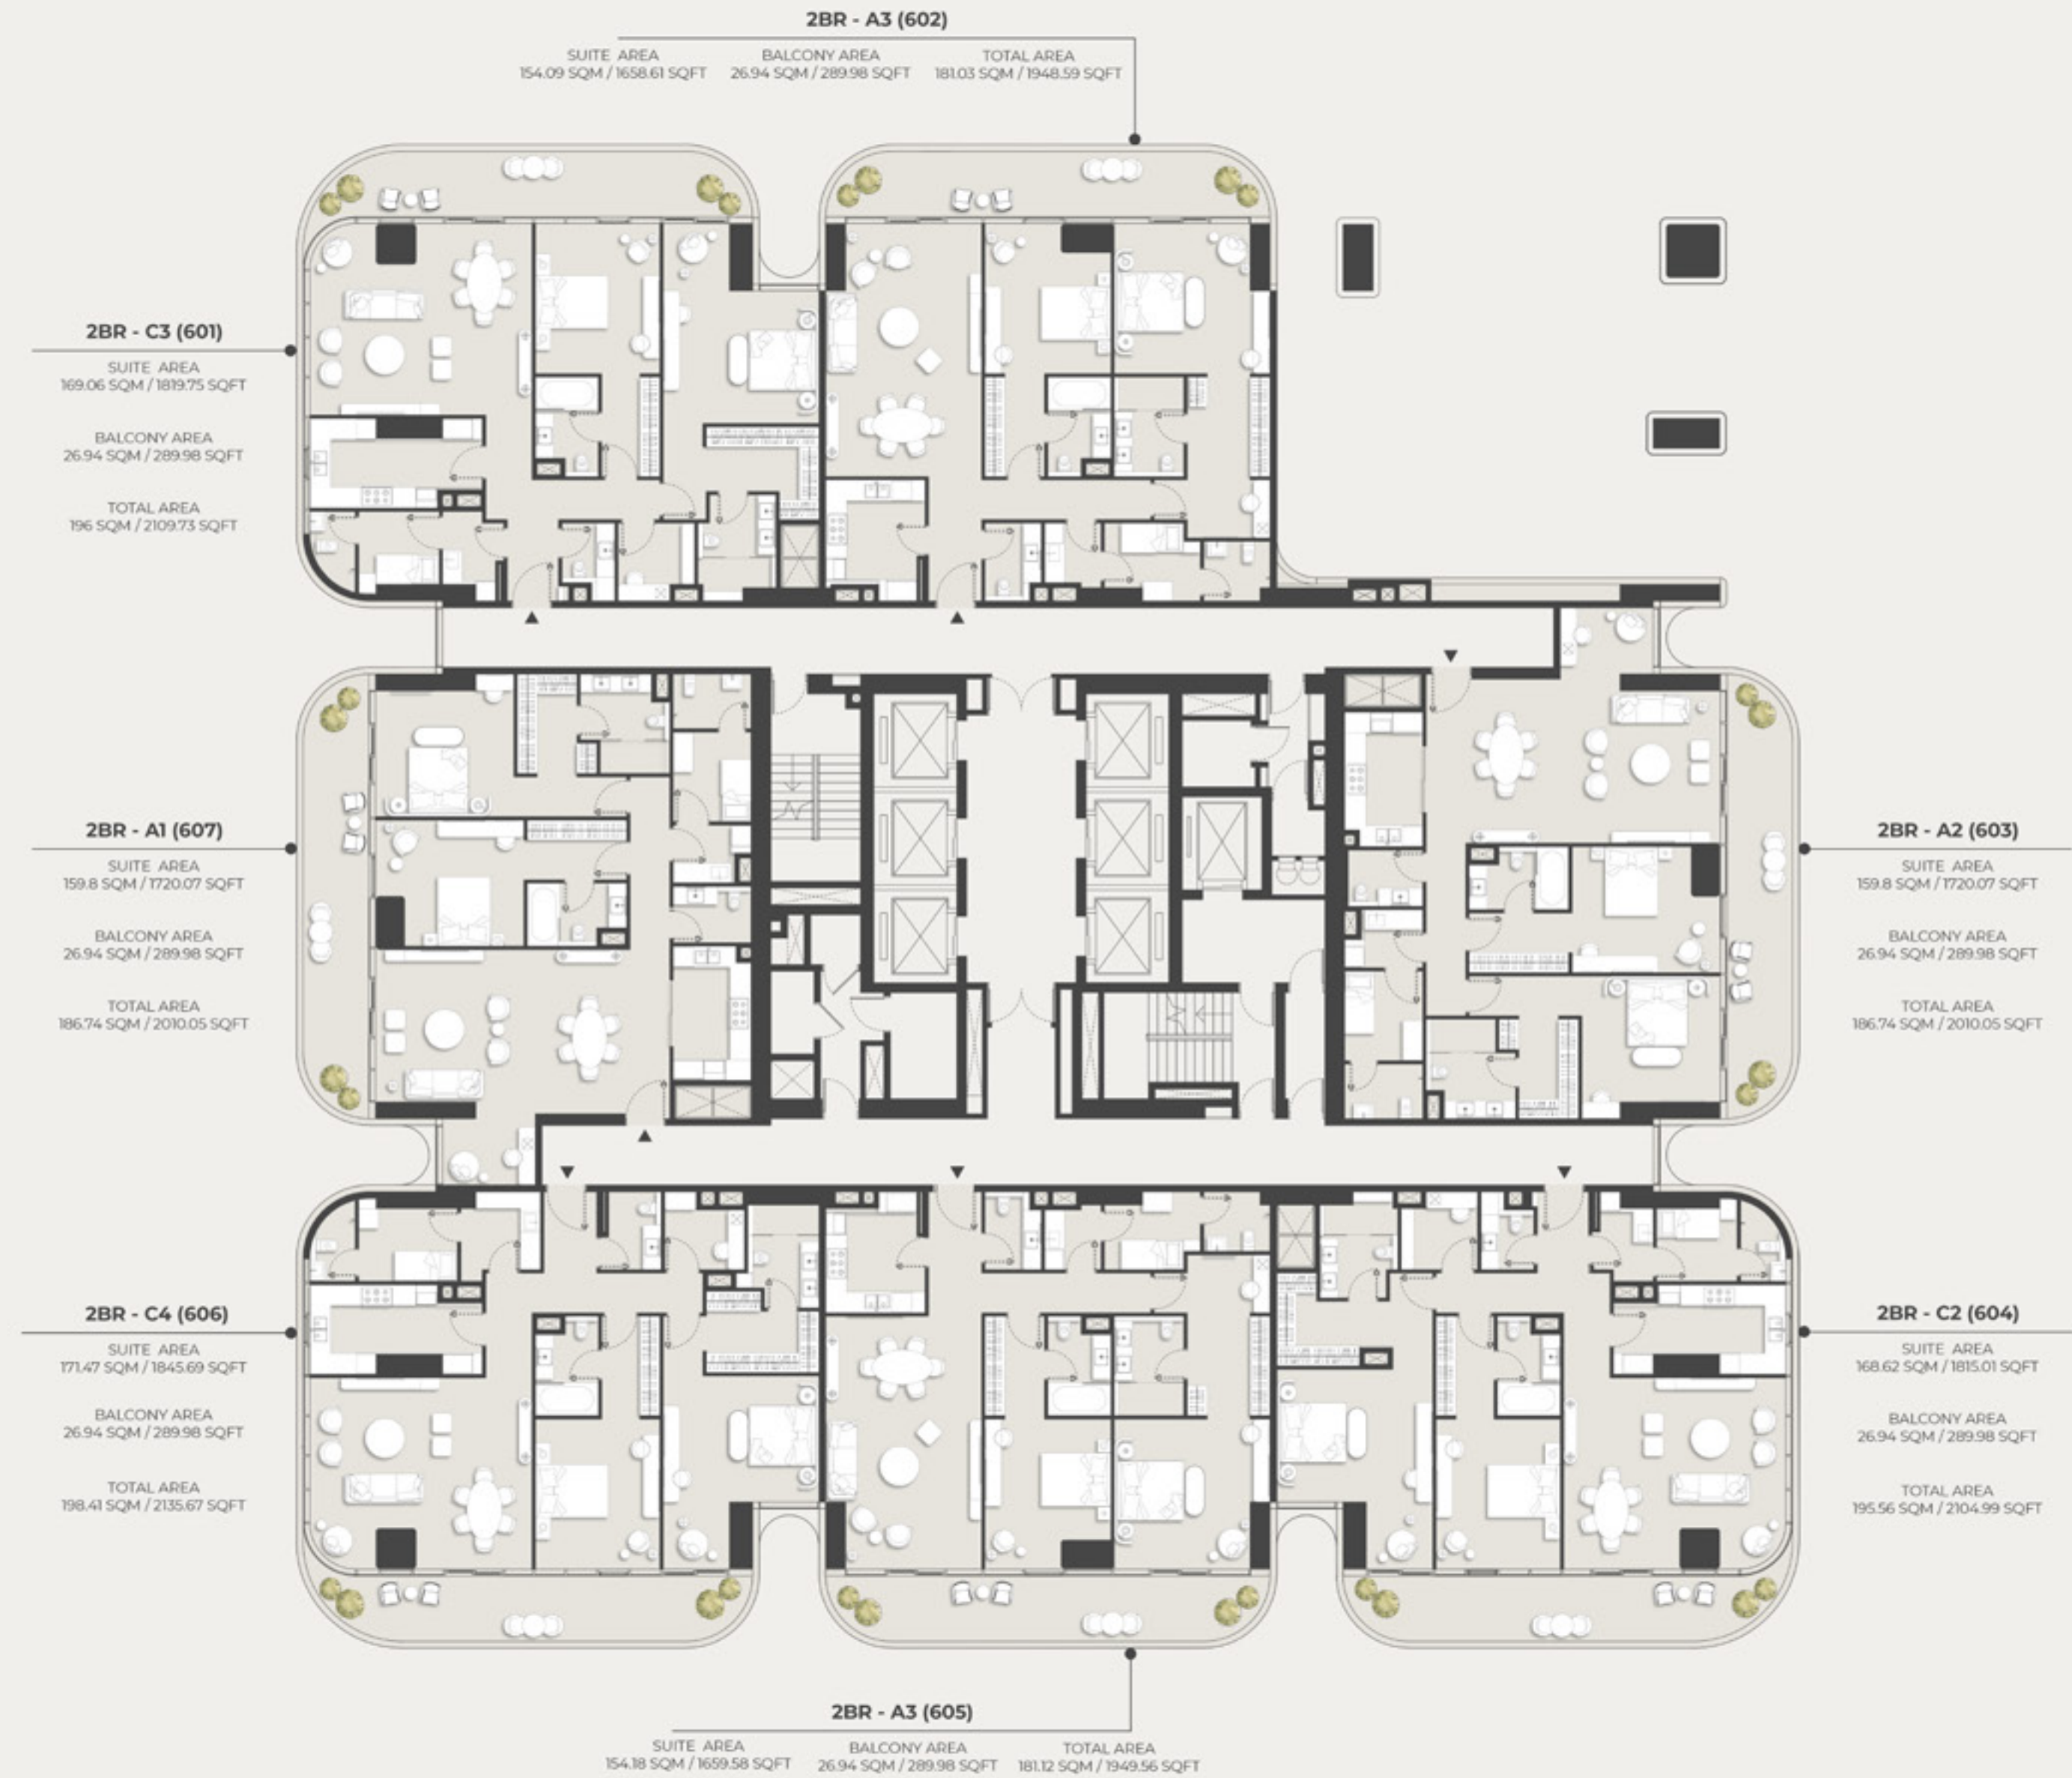 2BR - A3 (602)
SUITE AREA
154.09 SQM / 1658.61 SQFT
BALCONY AREA
26.94 SQM / 289.98 SQFT
TOTAL AREA
181.03 SQM / 1948.59 SQFT
2BR - C3 (601)
SUITE AREA
169.06 SQM / 1819.75 SQFT
BALCONY AREA
26.94 SQM / 289.98 SQFT
TOTAL AREA
196 SQM / 2109.73 SQFT
2BR - A1 (607)
SUITE AREA
159.8 SQM / 1720.07 SQFT
BALCONY AREA
26.94 SQM / 289.98 SQFT
TOTAL AREA
186.74 SQM / 2010.05 SQFT
2BR - A2 (603)
SUITE AREA
159.8 SQM / 1720.07 SQFT
BALCONY AREA
26.94 SQM / 289.98 SQFT
TOTAL AREA
186.74 SQM / 2010.05 SQFT
2BR - C4 (606)
SUITE AREA
171.47 SQM / 1845.69 SQFT
BALCONY AREA
26.94 SQM / 289.98 SQFT
TOTAL AREA
198.41 SQM / 2135.67 SQFT
2BR - C2 (604)
SUITE AREA
168.62 SQM / 1815.01 SQFT
BALCONY AREA
26.94 SQM / 289.98 SQFT
TOTAL AREA
195.56 SQM / 2104.99 SQFT
2BR - A3 (605)
SUITE AREA
154.18 SQM / 1659.58 SQFT
BALCONY AREA
26.94 SQM / 289.98 SQFT
TOTAL AREA
181.12 SQM / 1949.56 SQFT